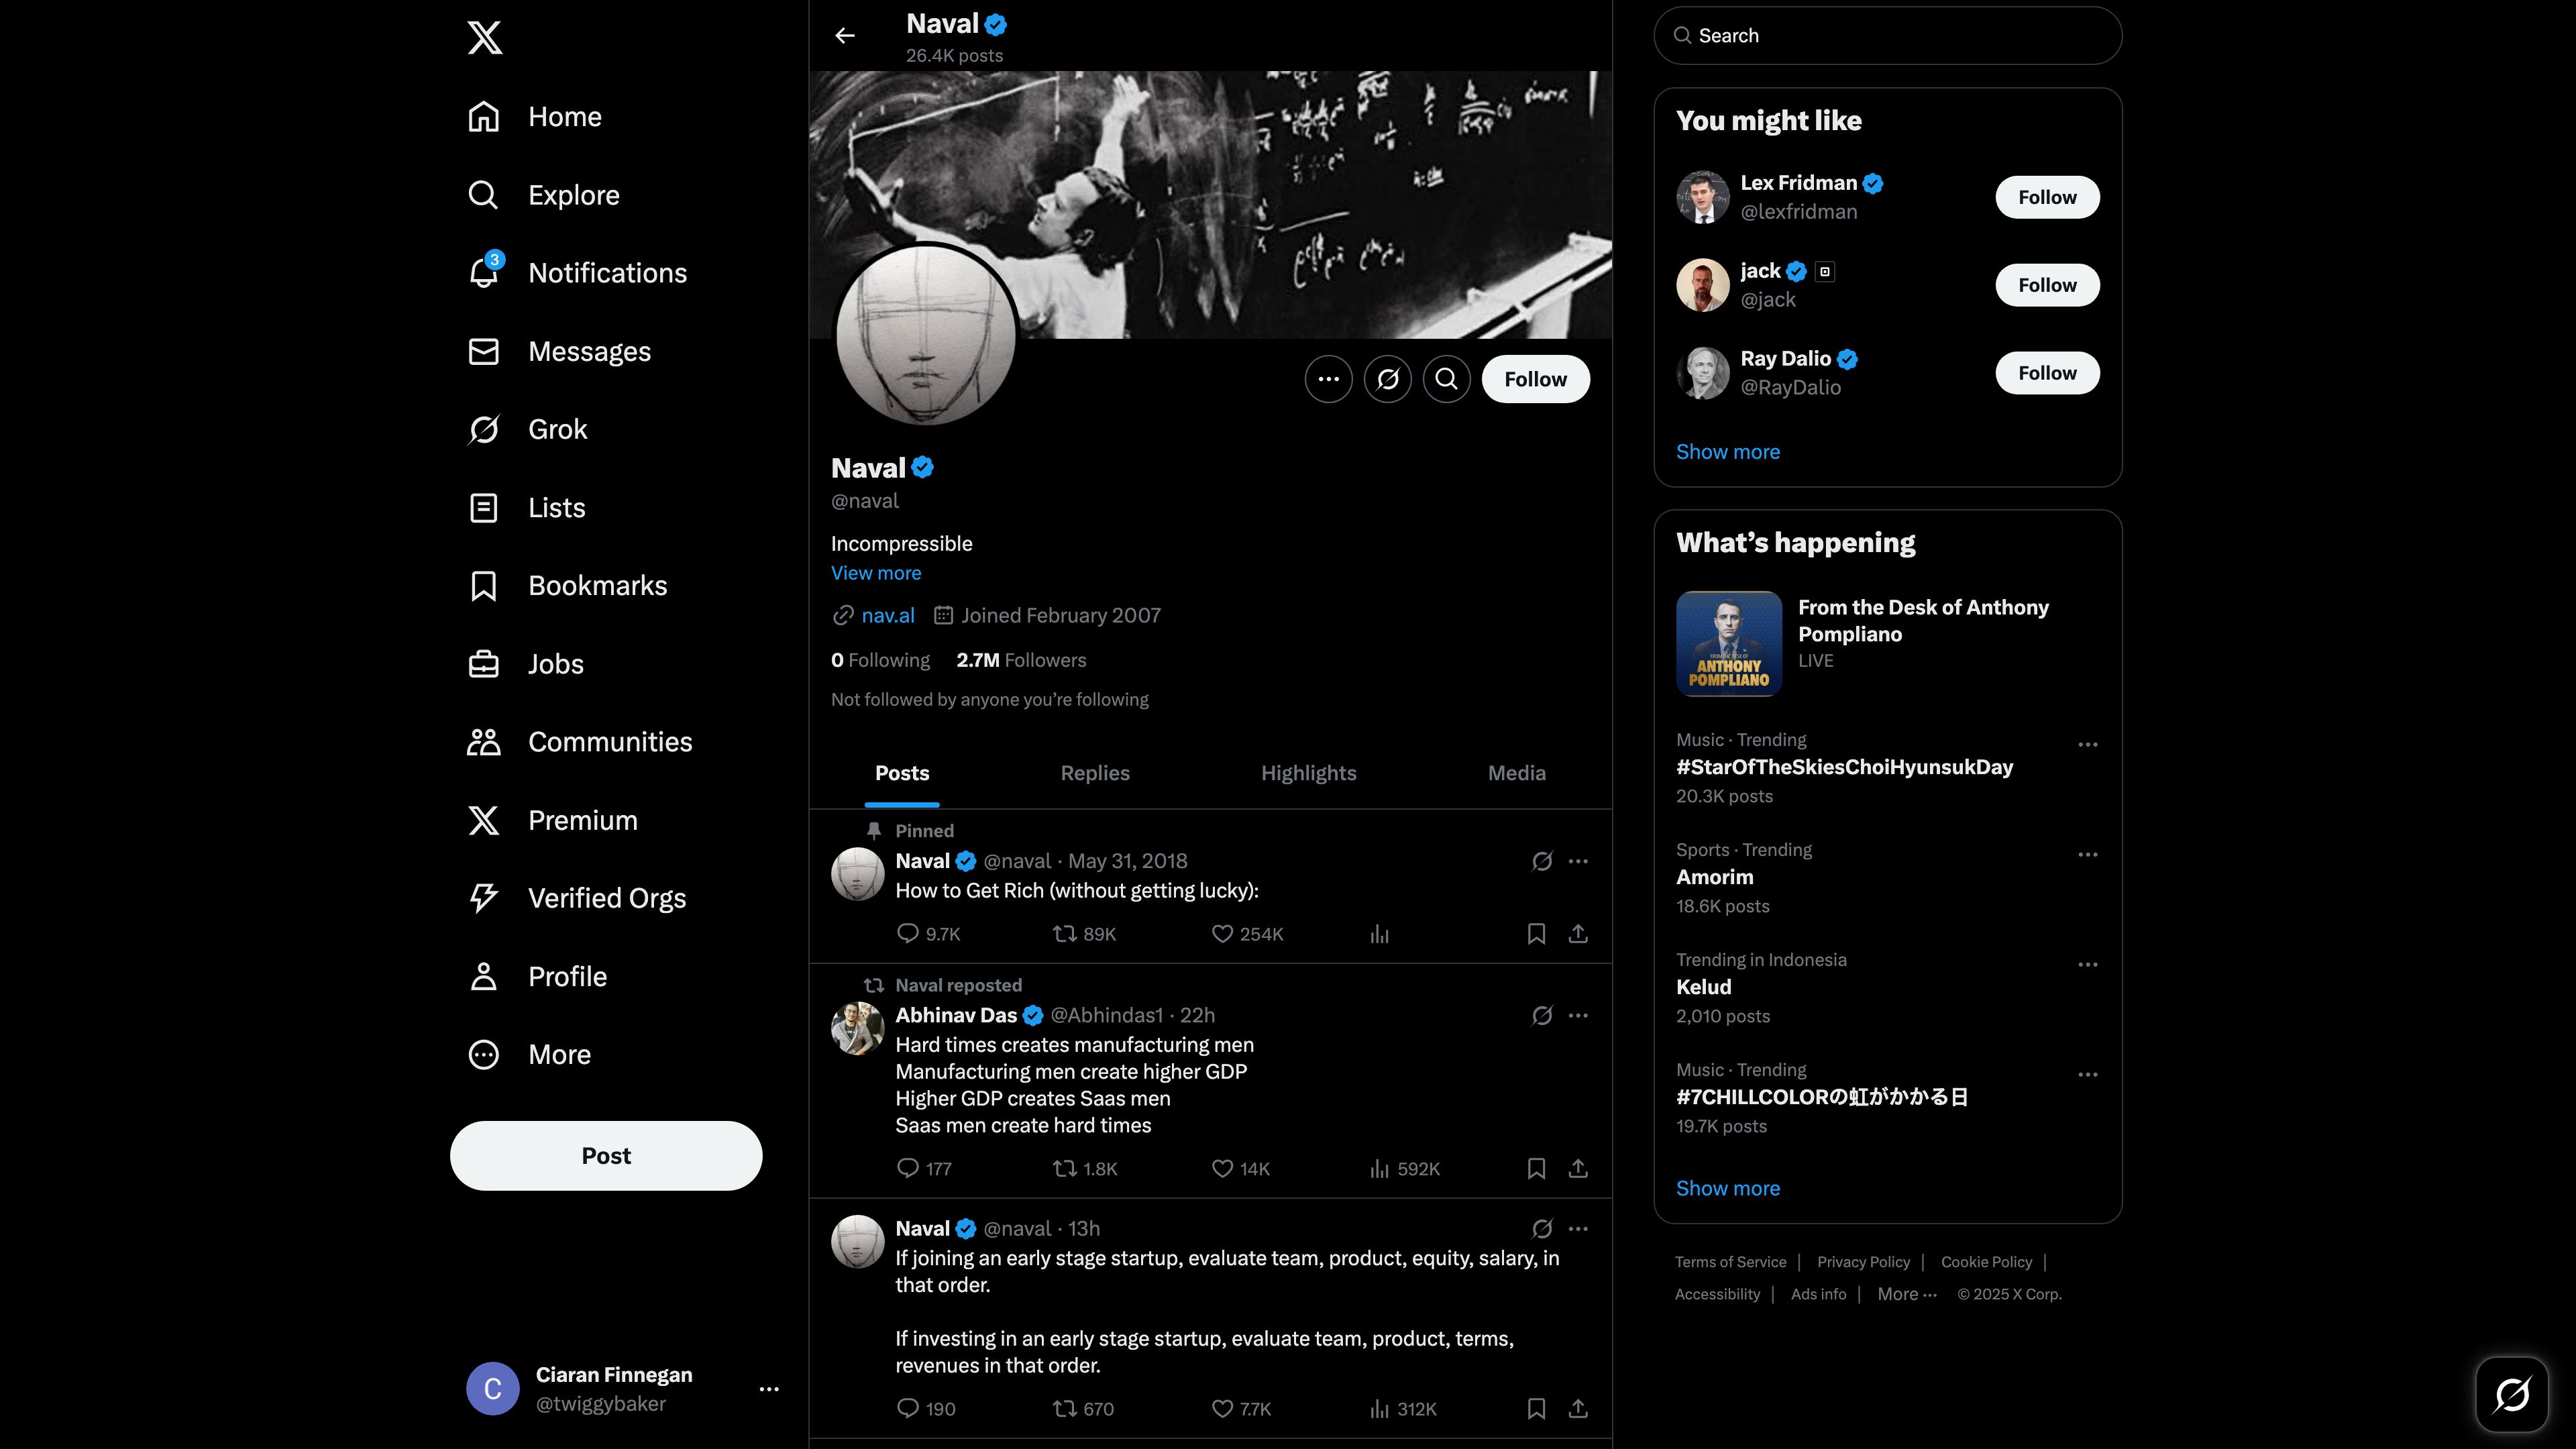 Home
Explore
3
Notifications
Messages
Grok
Lists
Bookmarks
Jobs
Communities
Premium
Verified Orgs
Profile
More
Post
C
Ciaran Finnegan
@twiggybaker
Naval
26.4K posts
Follow
Naval
@naval
Incompressible
View more
nav.al Joined February 2007
0 Following 2.7M Followers
Not followed by anyone you’re following
Posts Replies Highlights Media
Pinned
Naval @naval · May 31, 2018
How to Get Rich (without getting lucky):
9.7K 89K 254K
Naval reposted
Abhinav Das @Abhindas1 · 22h
Hard times creates manufacturing men
Manufacturing men create higher GDP
Higher GDP creates Saas men
Saas men create hard times
177 1.8K 14K 592K
Naval @naval · 13h
If joining an early stage startup, evaluate team, product, equity, salary, in
that order.
If investing in an early stage startup, evaluate team, product, terms,
revenues in that order.
190 670 7.7K 312K
Search
You might like
Lex Fridman
@lexfridman
Follow
jack
@jack
Follow
Ray Dalio
@RayDalio
Follow
Show more
What’s happening
FROM THE DESK OF
ANTHONY
POMPLIANO
From the Desk of Anthony
Pompliano
LIVE
Music · Trending
#StarOfTheSkiesChoiHyunsukDay
20.3K posts
Sports · Trending
Amorim
18.6K posts
Trending in Indonesia
Kelud
2,010 posts
Music · Trending
#7CHILLCOLORの虹がかかる日
19.7K posts
Show more
Terms of Service | Privacy Policy | Cookie Policy |
Accessibility | Ads info | More ··· © 2025 X Corp.